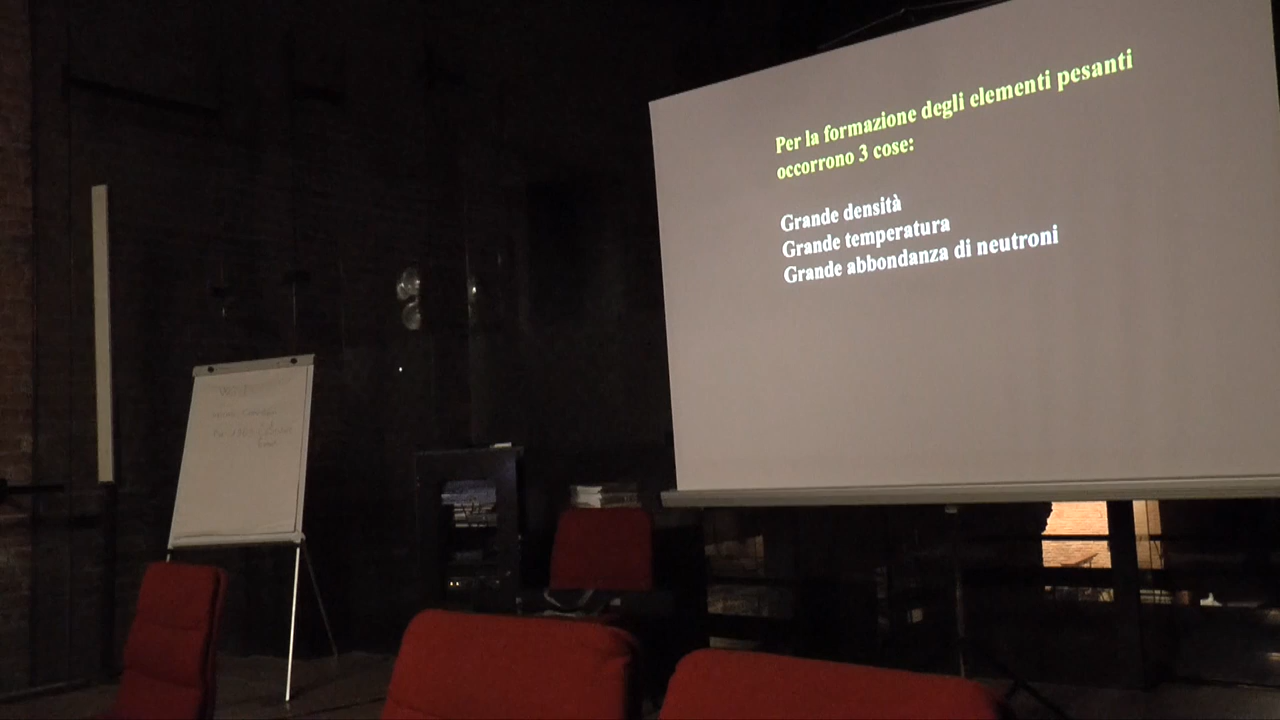 Per la formazione degli elementi pesanti
occorrono 3 cose:
Grande densità
Grande temperatura
Grande abbondanza di neutroni